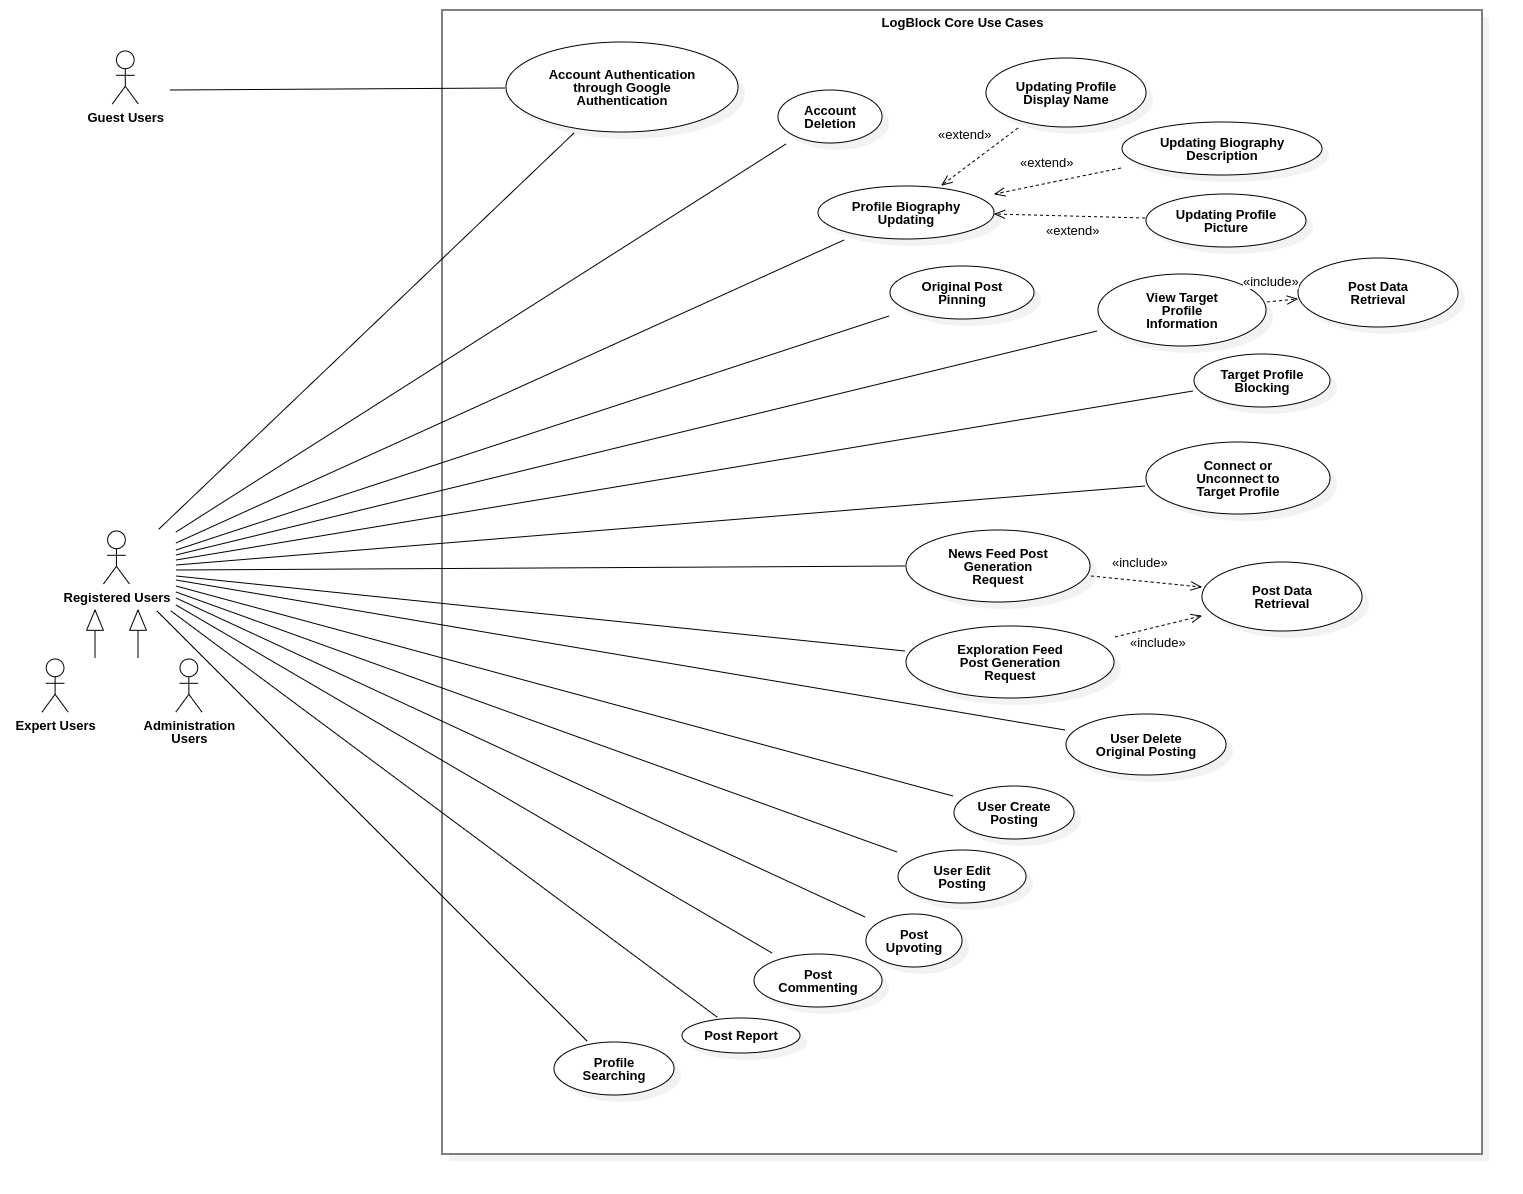 LogBlock Core Use Cases
Guest Users
Account Authentication
through Google
Authentication
Account
Deletion
Updating Profile
Display Name
«extend»
Updating Biography
Description
«extend»
Profile Biography
Updating
Updating Profile
Picture
«extend»
Original Post
Pinning
View Target
Profile
Information
«include»
Post Data
Retrieval
Target Profile
Blocking
Connect or
Unconnect to
Target Profile
Registered Users
News Feed Post
Generation
Request
«include»
Post Data
Retrieval
Exploration Feed
Post Generation
Request
«include»
Expert Users
Administration
Users
User Delete
Original Posting
User Create
Posting
User Edit
Posting
Post
Upvoting
Post
Commenting
Post Report
Profile
Searching